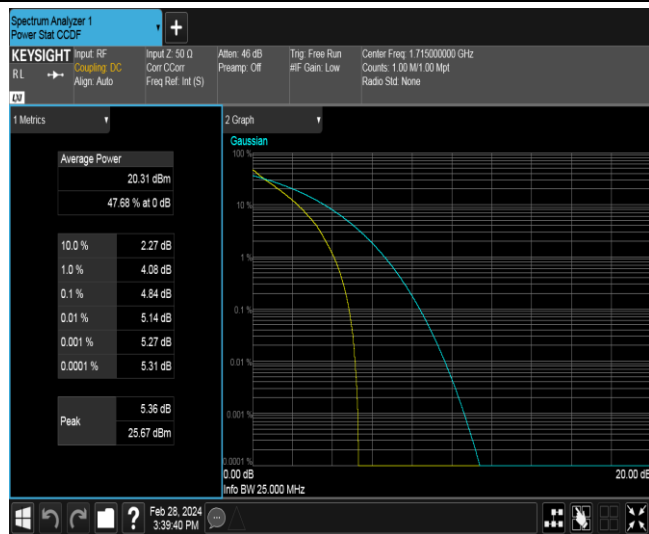 Spectrum Analyzer 1
Power Stat CCDF
+
KEYSIGHT
RL
LXI
Input: RF
Coupling: DC
Align: Auto
Input Z: 50 Ω
Corr CCorr
Freq Ref: Int (S)
Atten: 46 dB
Preamp: Off
Trig: Free Run
#IF Gain: Low
Center Freq: 1.715000000 GHz
Counts: 1.00 M/1.00 Mpt
Radio Std: None
1 Metrics
Average Power
20.31 dBm
47.68 % at 0 dB
10.0 % 2.27 dB
1.0 % 4.08 dB
0.1 % 4.84 dB
0.01 % 5.14 dB
0.001 % 5.27 dB
0.0001 % 5.31 dB
Peak
5.36 dB
25.67 dBm
2 Graph
Gaussian
100 %
10 %
1 %
0.1 %
0.01 %
0.001 %
0.0001 %
0.00 dB
20.00 dB
Info BW 25.000 MHz
?
Feb 28, 2024
3:39:40 PM